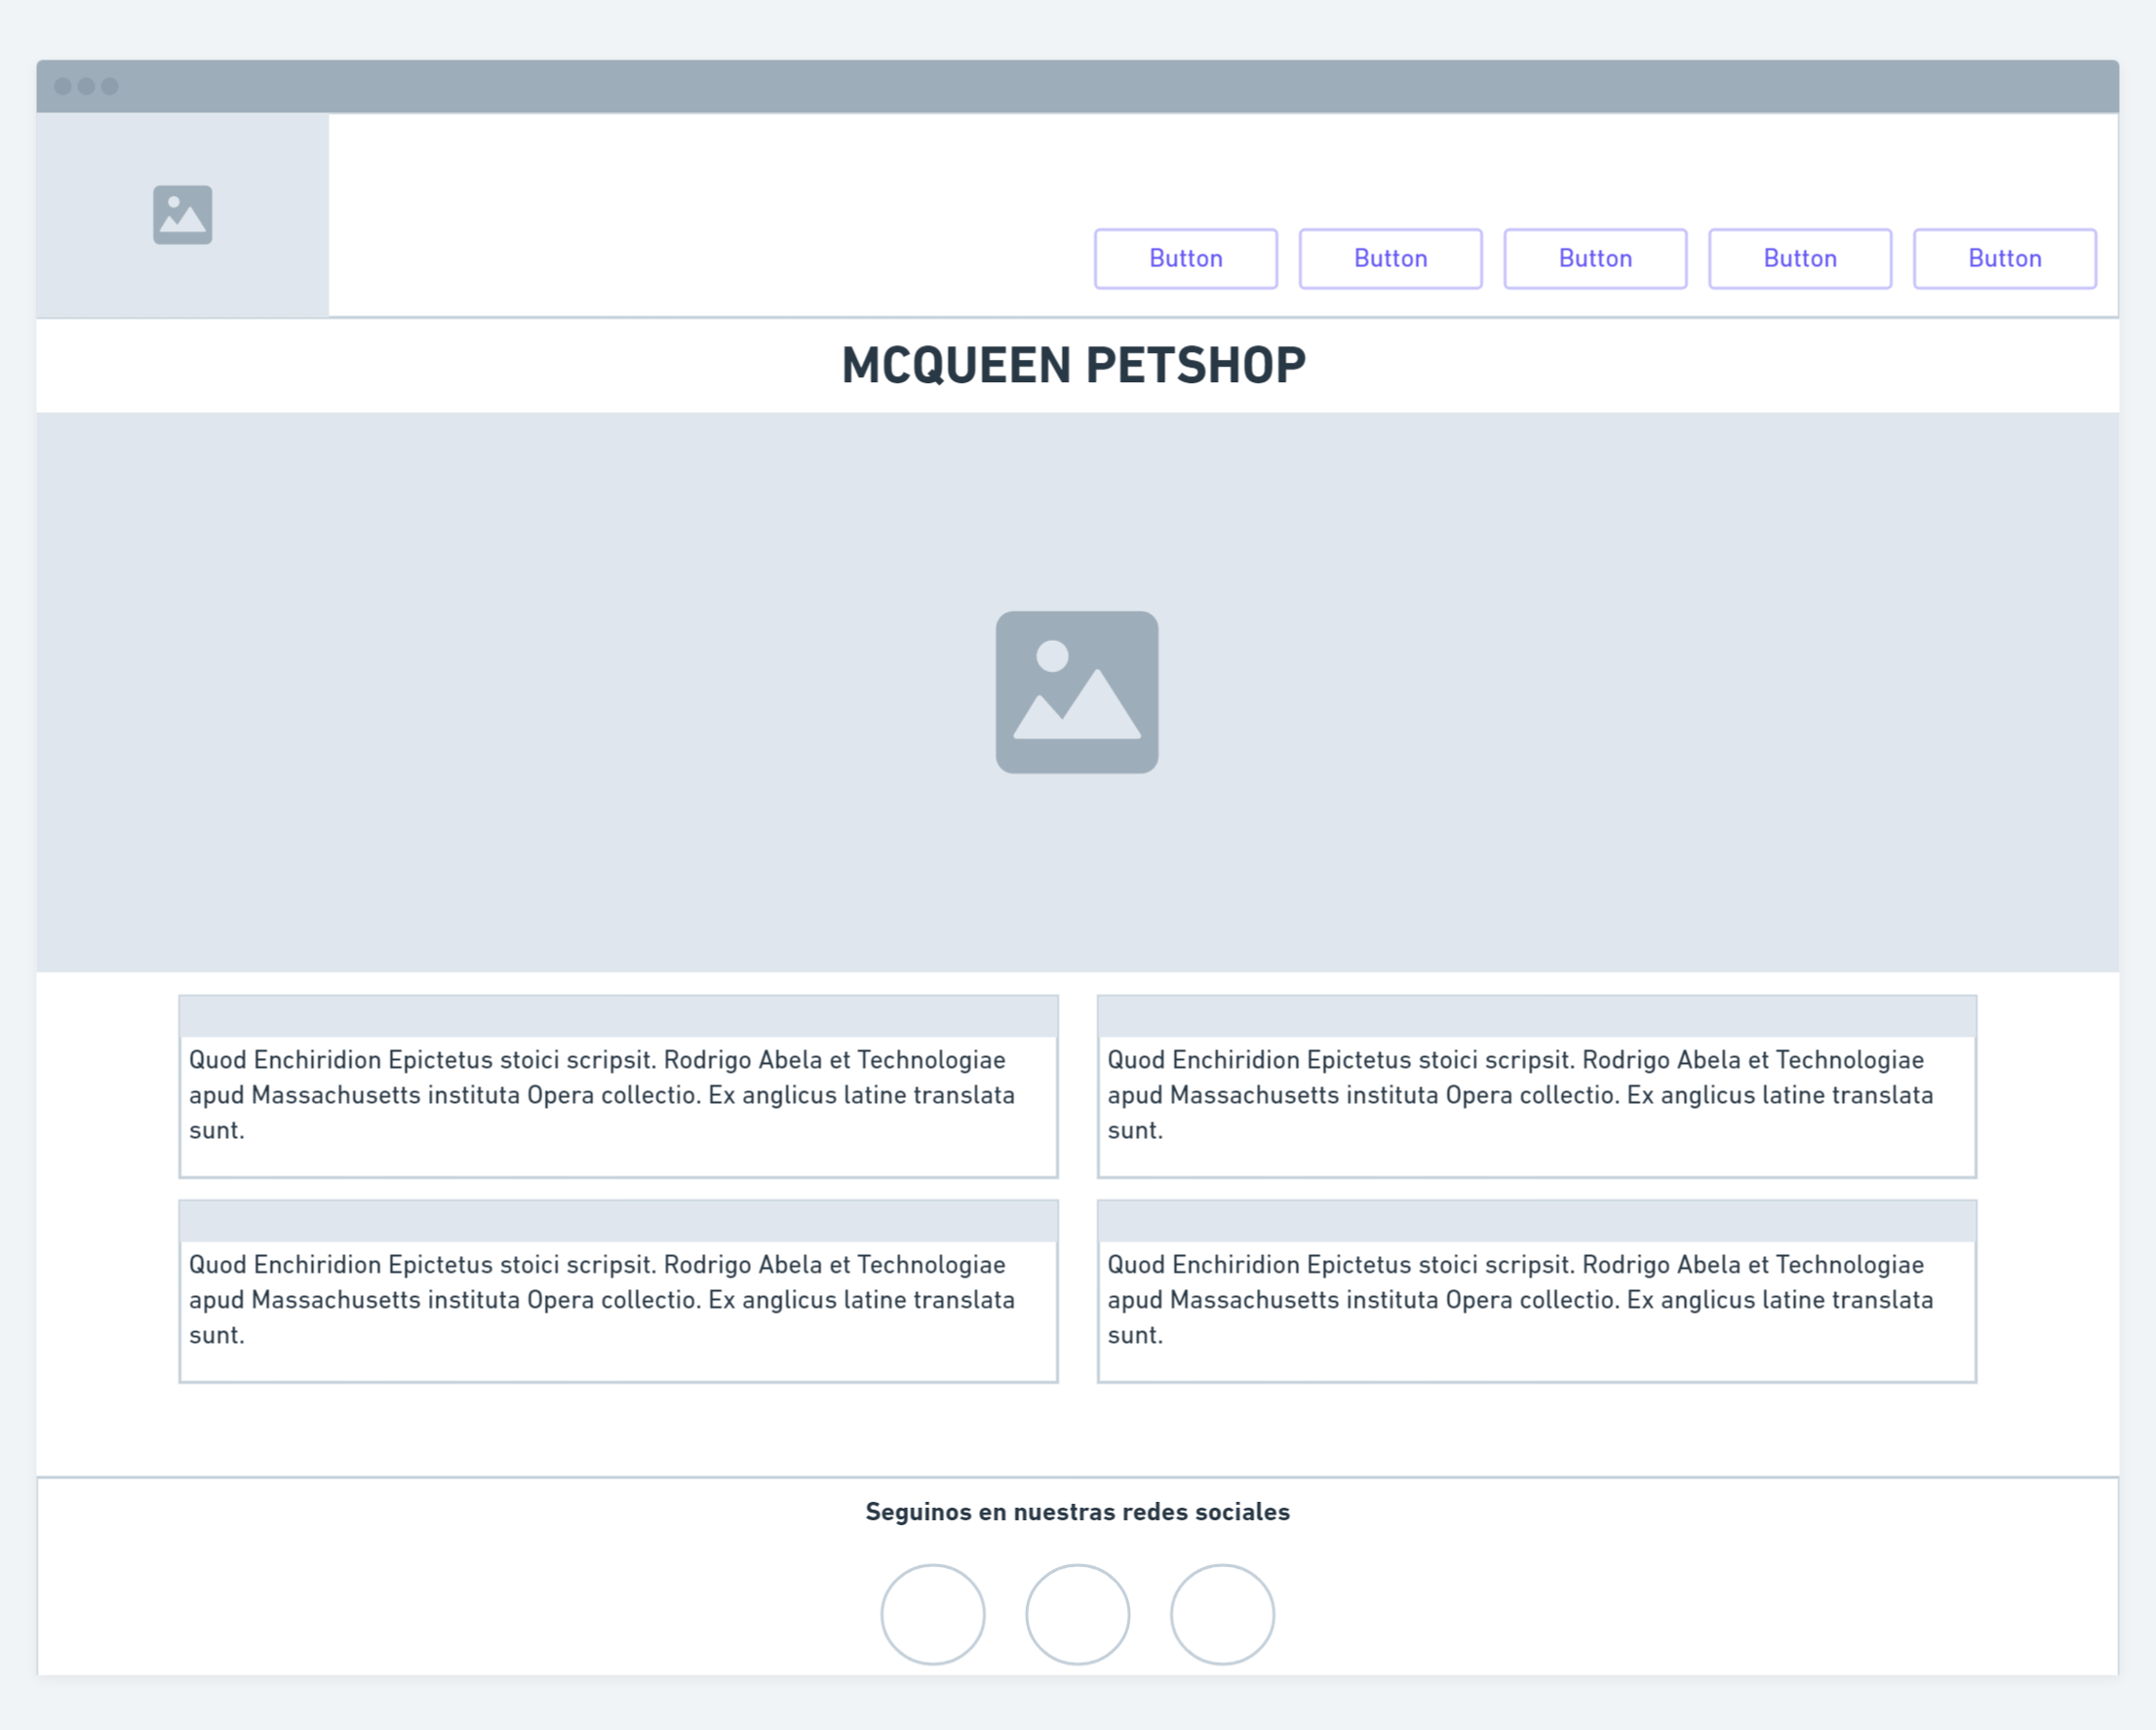 Button Button Button Button Button
MCQUEEN PETSHOP
Quod Enchiridion Epictetus stoici scripsit. Rodrigo Abela et Technologiae
apud Massachusetts instituta Opera collectio. Ex anglicus latine translata
sunt.
Quod Enchiridion Epictetus stoici scripsit. Rodrigo Abela et Technologiae
apud Massachusetts instituta Opera collectio. Ex anglicus latine translata
sunt.
Quod Enchiridion Epictetus stoici scripsit. Rodrigo Abela et Technologiae
apud Massachusetts instituta Opera collectio. Ex anglicus latine translata
sunt.
Quod Enchiridion Epictetus stoici scripsit. Rodrigo Abela et Technologiae
apud Massachusetts instituta Opera collectio. Ex anglicus latine translata
sunt.
Seguinos en nuestras redes sociales